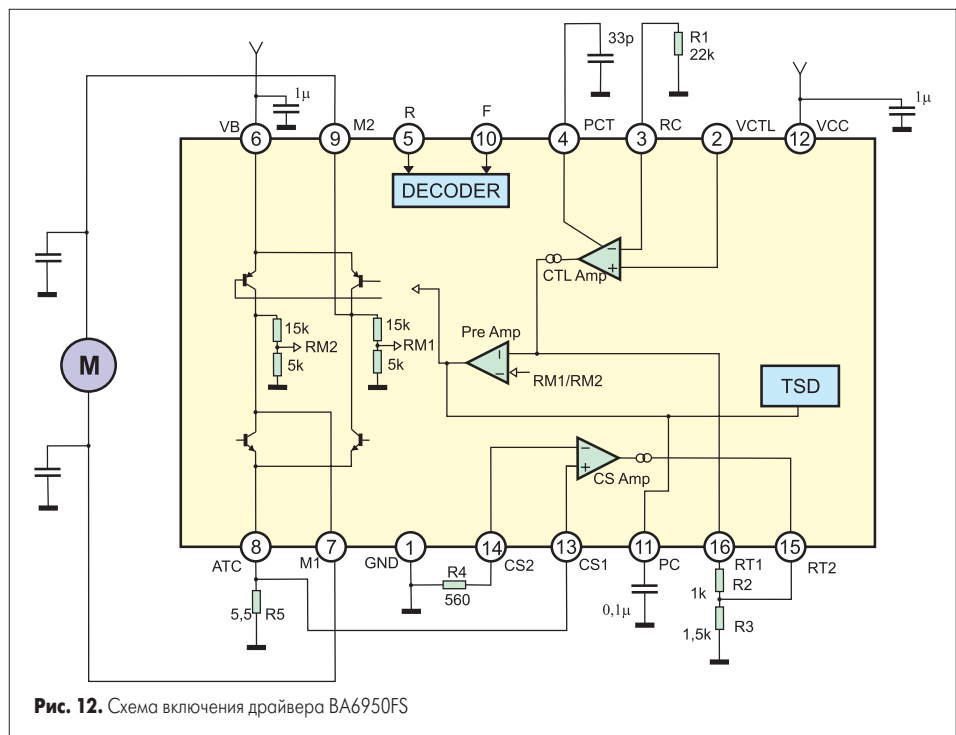 33p
R1
22k
1µ
1µ
VB
6
9
M2
R
5
F
10
4
PCT
3
RC
2
VCTL
12
VCC
DECODER
−
+
CTL Amp
15k
RM2
5k
15k
RM1
5k
Pre Amp
RM1/RM2
TSD
M
−
+
CS Amp
ATC
8
M1
7
GND
1
14
CS2
13
CS1
11
PC
16
RT1
15
RT2
5,5
R5
R4
560
0,1µ
1k
R2
1,5k
R3
Рис. 12. Схема включения драйвера BA6950FS